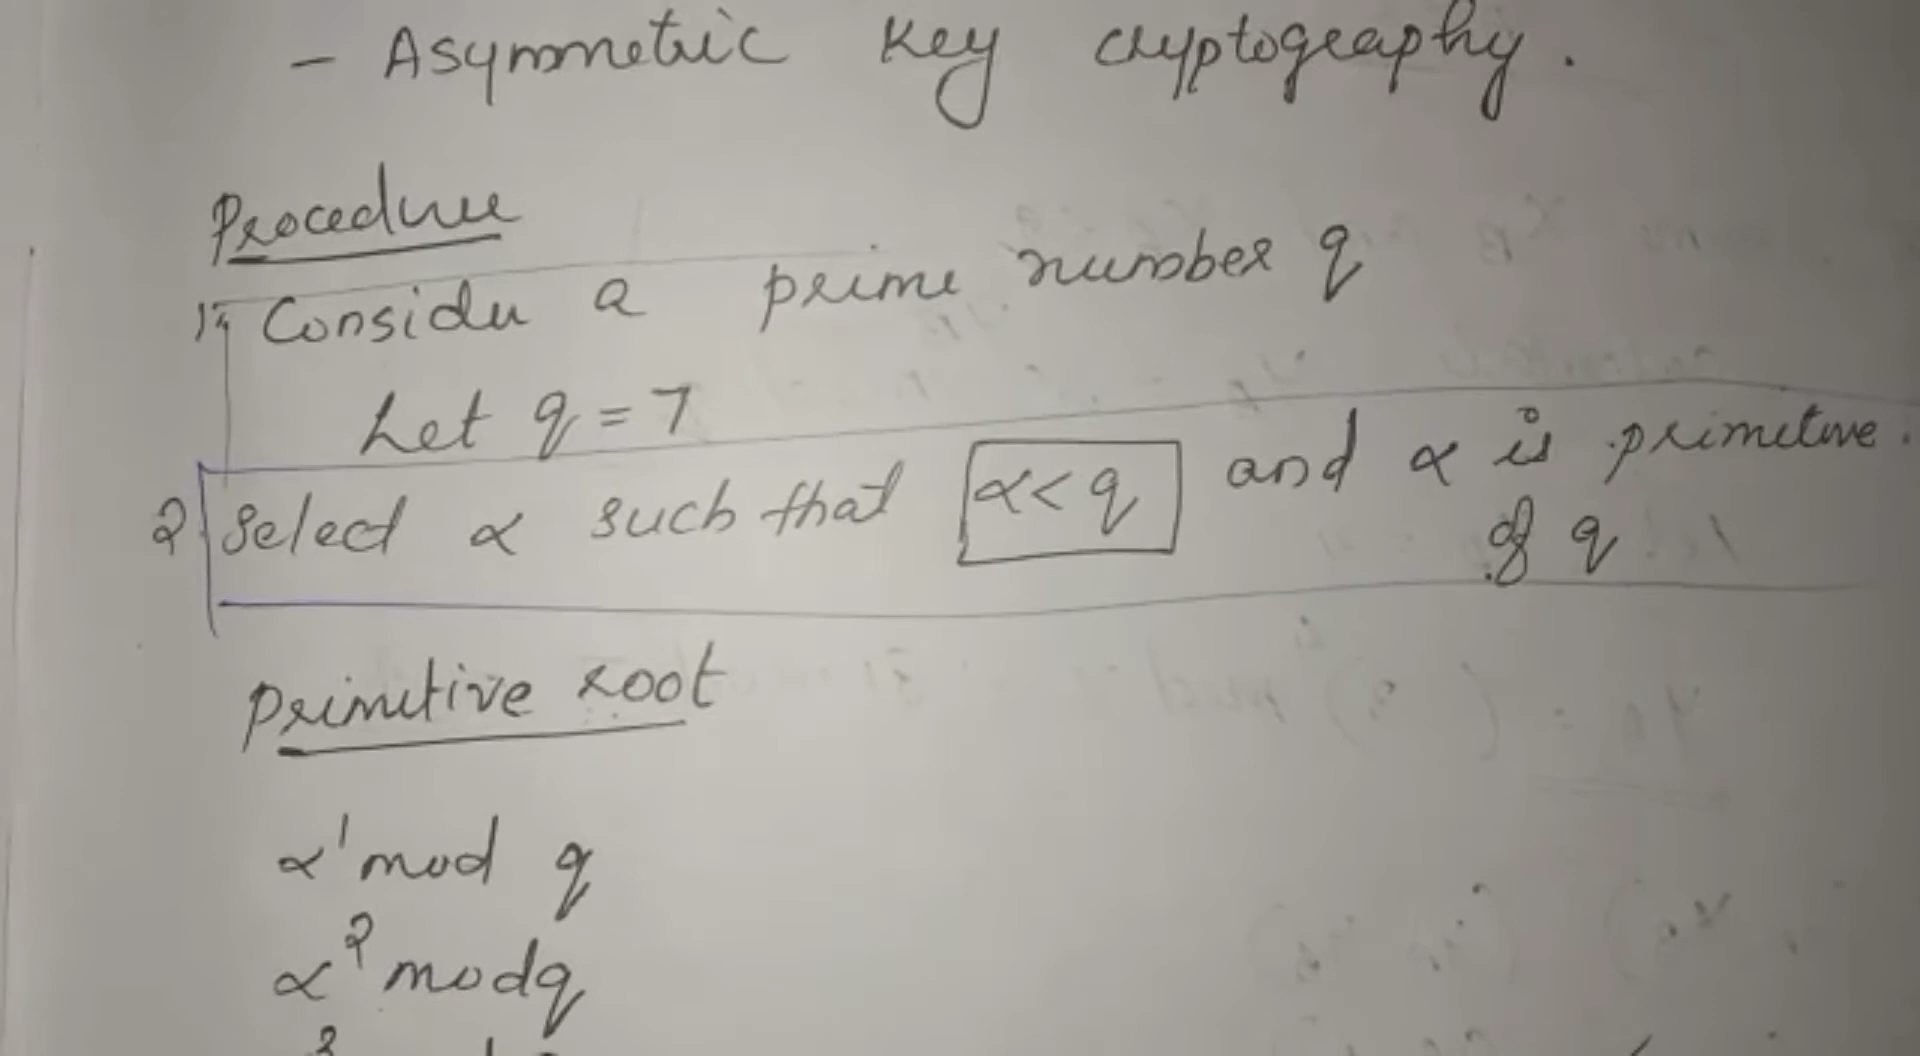 - Asymmetric key cryptography.
Procedure
1) Consider a prime number q
Let q = 7
2) Select α such that α < q and α is primitive
of q
Primitive root
α¹ mod q
α² mod q
3